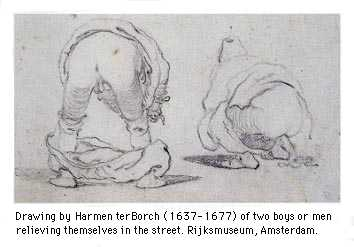 Drawing by Harmen terBorch (1637-1677) of two boys or men
relieving themselves in the street. Rijksmuseum, Amsterdam.